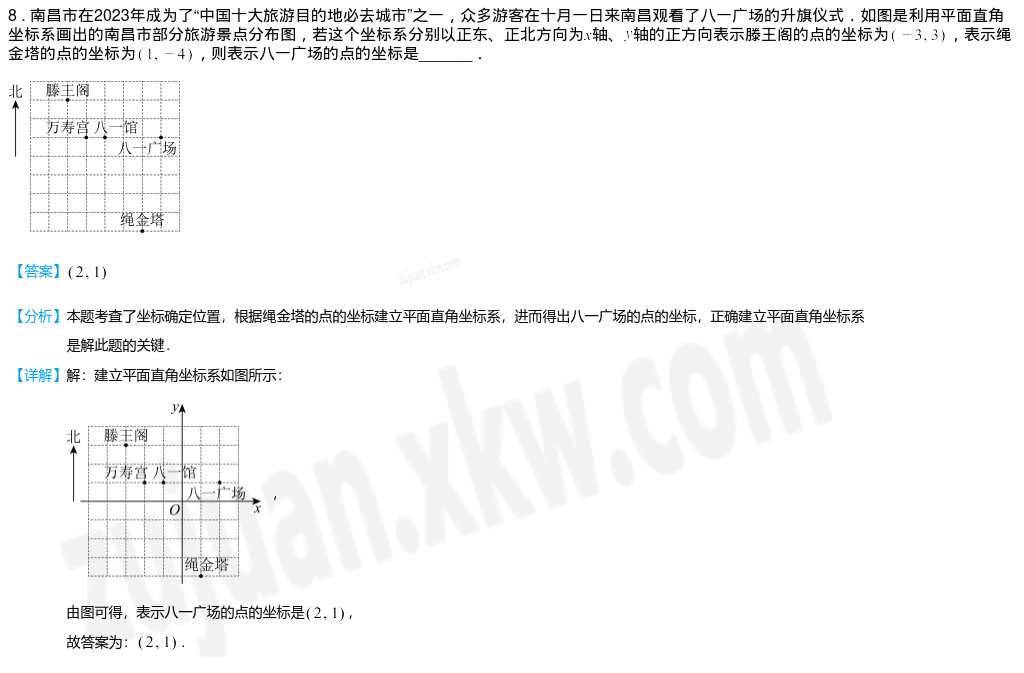 8．南昌市在2023年成为了“中国十大旅游目的地必去城市”之一，众多游客在十月一日来南昌观看了八一广场的升旗仪式．如图是利用平面直角
坐标系画出的南昌市部分旅游景点分布图，若这个坐标系分别以正东、正北方向为x轴、y轴的正方向表示滕王阁的点的坐标为(−3,3)，表示绳
金塔的点的坐标为(1,−4)，则表示八一广场的点的坐标是______．
北
滕王阁
万寿宫 八一馆
八一广场
绳金塔
【答案】(2,1)
zujuan.xkw.com
【分析】本题考查了坐标确定位置，根据绳金塔的点的坐标建立平面直角坐标系，进而得出八一广场的点的坐标，正确建立平面直角坐标系
是解此题的关键．
【详解】解：建立平面直角坐标系如图所示：
y
北
滕王阁
万寿宫 八一馆
八一广场 ，
O
x
绳金塔
zujuan.xkw.com
由图可得，表示八一广场的点的坐标是(2,1)，
故答案为：(2,1)．